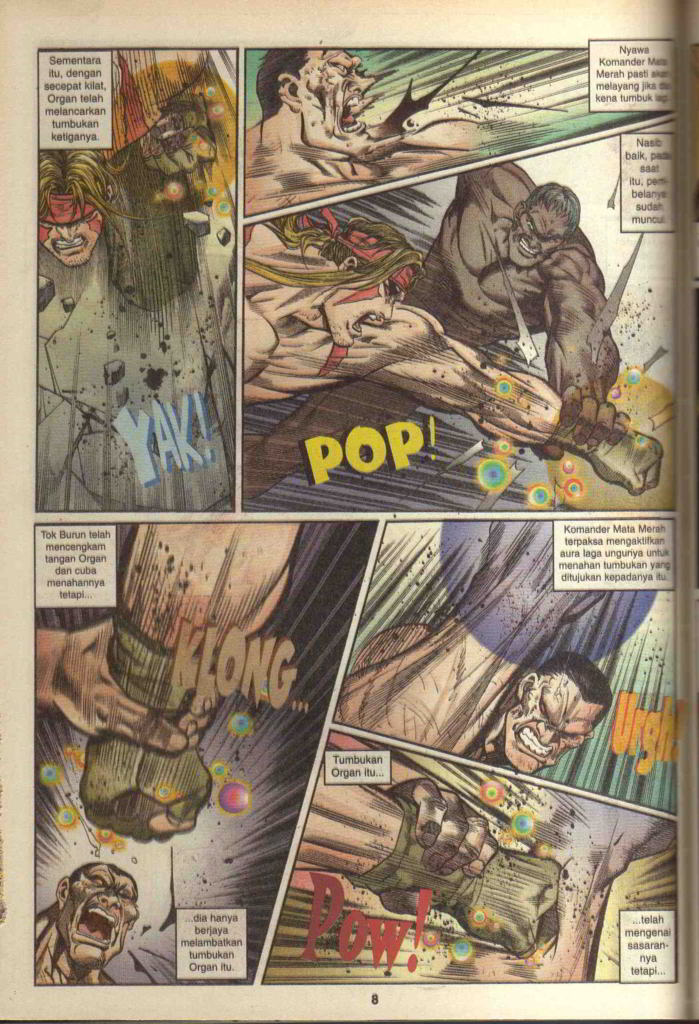 Sementara
itu, dengan
secepat kilat,
Organ telah
melancarkan
tumbukan
ketiganya.
YAK!
Nyawa
Komander Mata
Merah pasti akan
melayang jika dia
kena tumbuk lagi.
Nasib
baik, pada
saat
itu, pem-
belanya
sudah
muncul.
POP!
Tok Burun telah
mencengkam
tangan Organ
dan cuba
menahannya
tetapi...
KLONG...
...dia hanya
berjaya
melambatkan
tumbukan
Organ itu.
Komander Mata Merah
terpaksa mengaktifkan
aura laga ungunya untuk
menahan tumbukan yang
ditujukan kepadanya itu.
Urgh!
Tumbukan
Organ itu...
Pow!
...telah
mengenai
sasaran-
nya
tetapi...
8